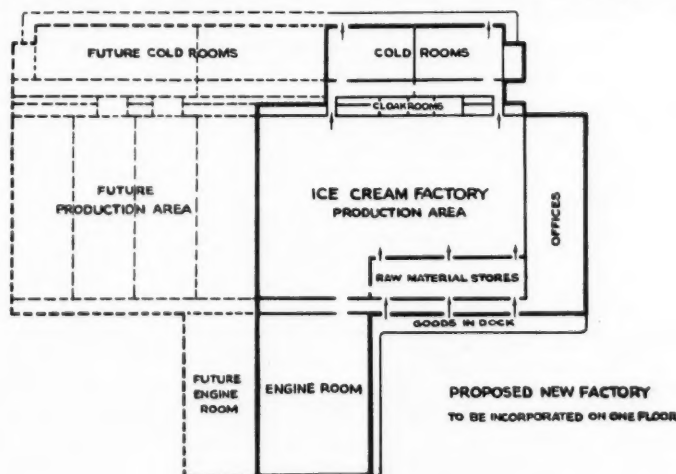 FUTURE COLD ROOMS
COLD ROOMS
CLOAKROOMS
FUTURE
PRODUCTION AREA
ICE CREAM FACTORY
PRODUCTION AREA
OFFICES
RAW MATERIAL STORES
GOODS IN DOCK
FUTURE
ENGINE
ROOM
ENGINE ROOM
PROPOSED NEW FACTORY
TO BE INCORPORATED ON ONE FLOOR